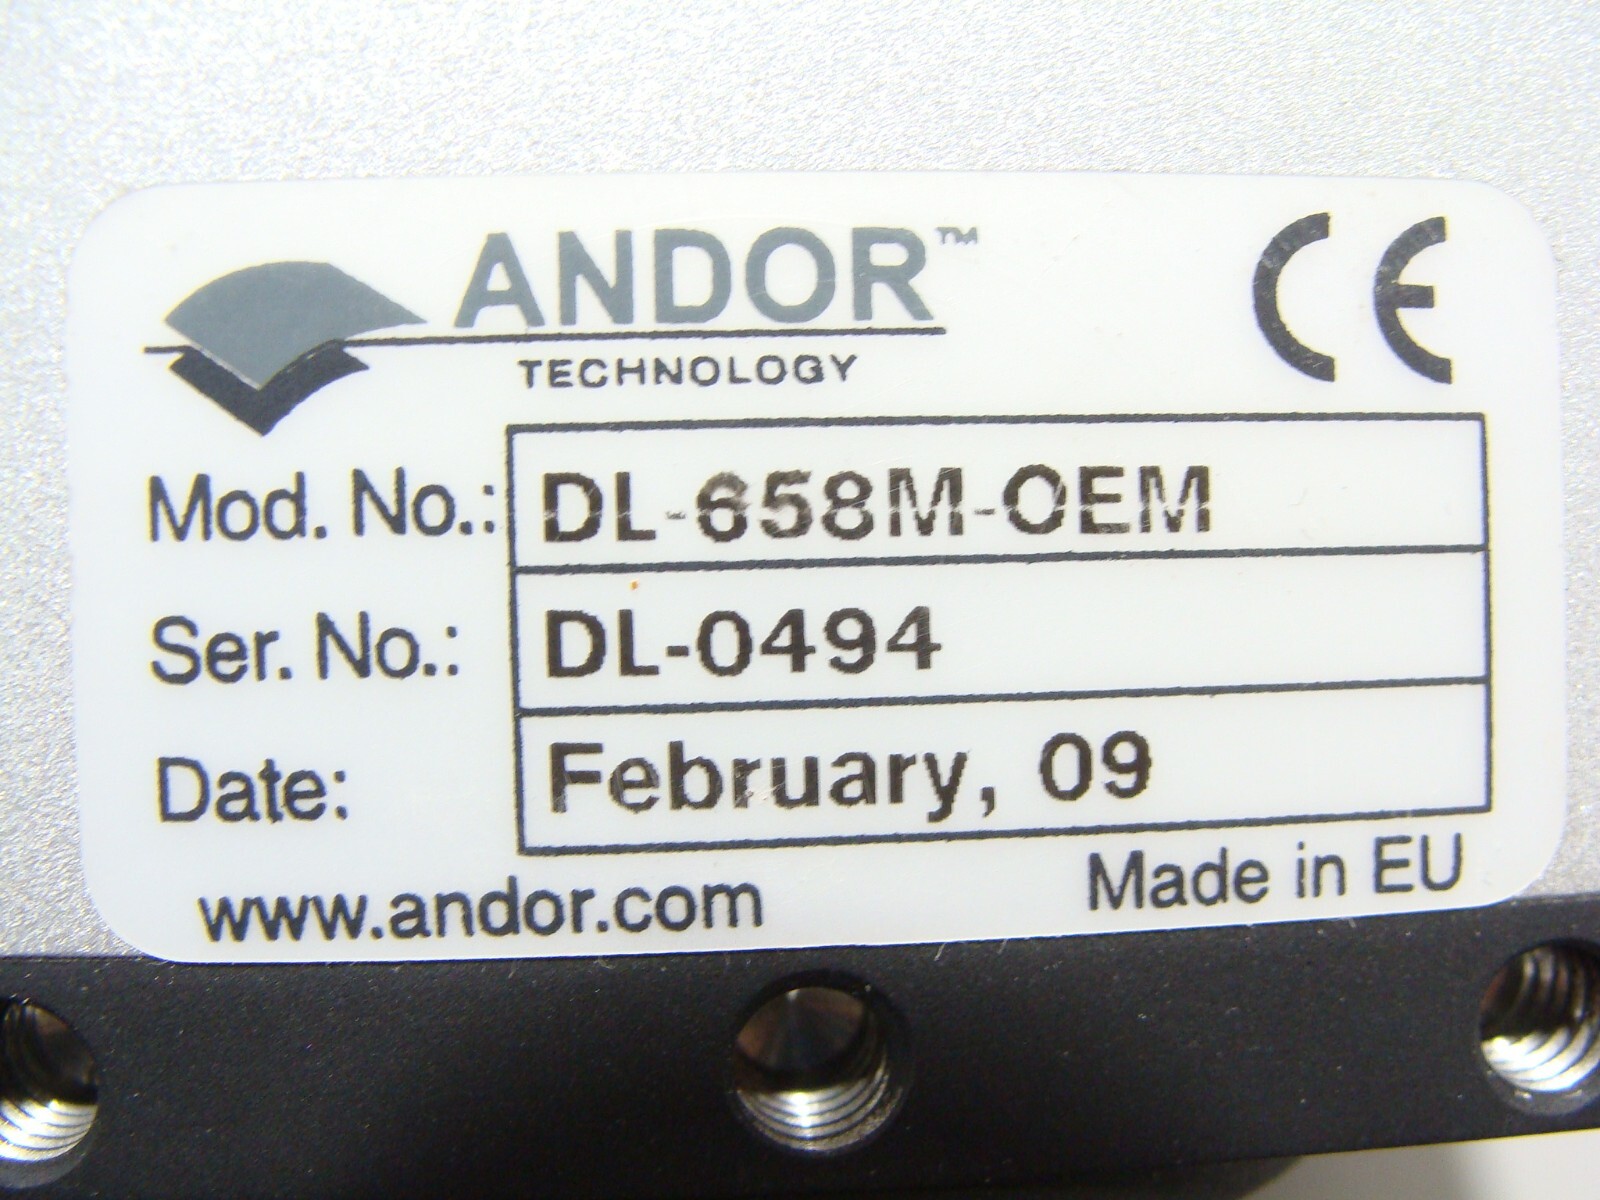 ANDOR™
TECHNOLOGY
CE
Mod. No.: DL-658M-OEM
Ser. No.: DL-0494
Date: February, 09
www.andor.com Made in EU